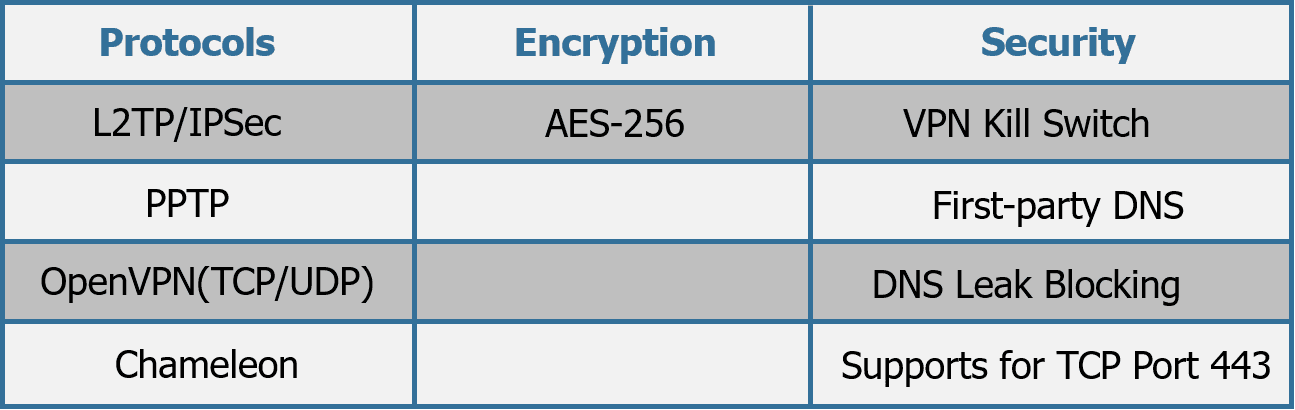 Protocols Encryption Security
L2TP/IPSec AES-256 VPN Kill Switch
PPTP First-party DNS
OpenVPN(TCP/UDP) DNS Leak Blocking
Chameleon Supports for TCP Port 443